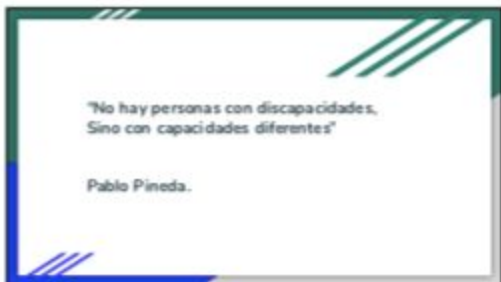 "No hay personas con discapacidades,
Sino con capacidades diferentes"
Pablo Pineda.